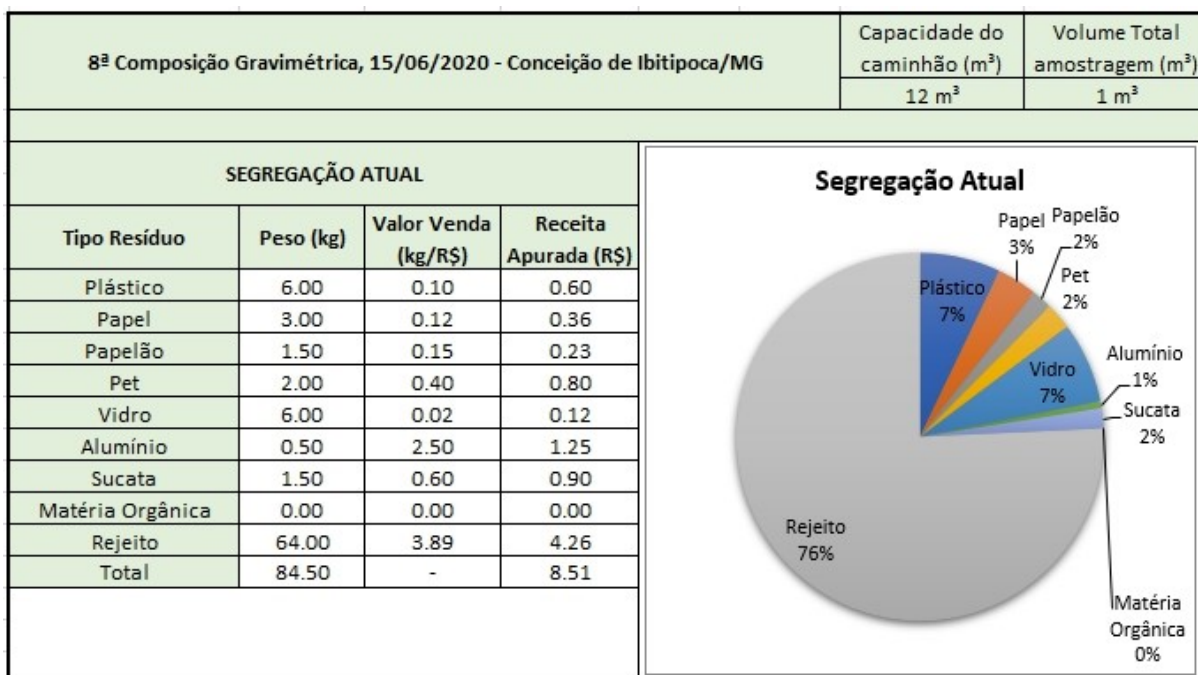 8ª Composição Gravimétrica, 15/06/2020 - Conceição de Ibitipoca/MG
Capacidade do
caminhão (m³)
Volume Total
amostragem (m³)
12 m³
1 m³
SEGREGAÇÃO ATUAL
Tipo Resíduo
Peso (kg)
Valor Venda
(kg/R$)
Receita
Apurada (R$)
Plástico 6.00 0.10 0.60
Papel 3.00 0.12 0.36
Papelão 1.50 0.15 0.23
Pet 2.00 0.40 0.80
Vidro 6.00 0.02 0.12
Alumínio 0.50 2.50 1.25
Sucata 1.50 0.60 0.90
Matéria Orgânica 0.00 0.00 0.00
Rejeito 64.00 3.89 4.26
Total 84.50 - 8.51
Segregação Atual
Papel
3%
Papelão
2%
Pet
2%
Plástico
7%
Vidro
7%
Alumínio
1%
Sucata
2%
Rejeito
76%
Matéria
Orgânica
0%